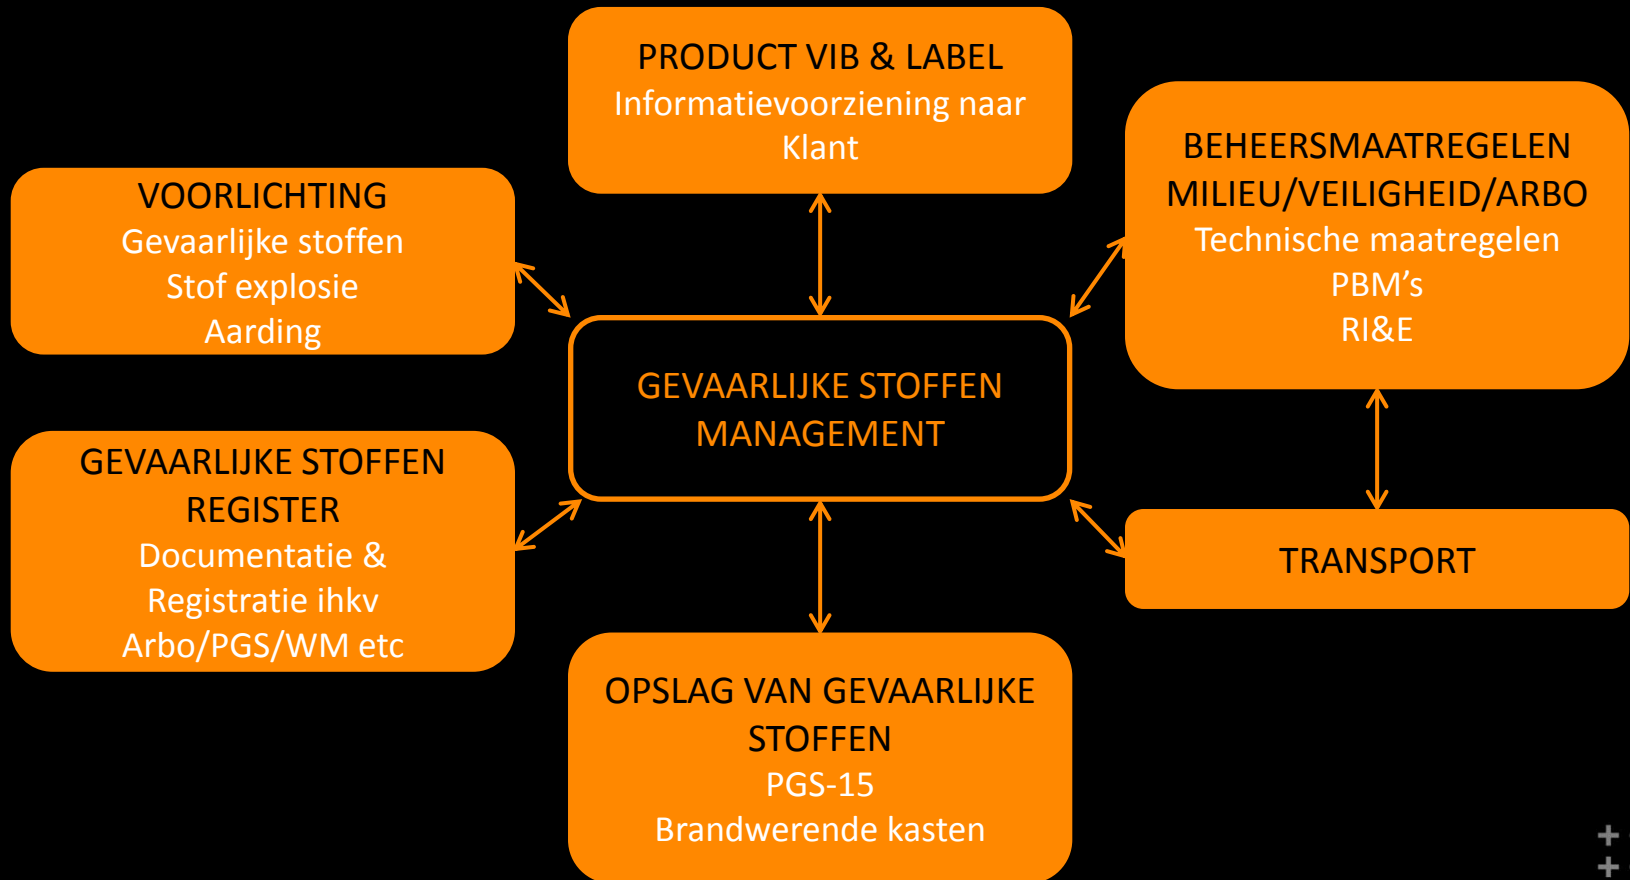 PRODUCT VIB & LABEL
Informatievoorziening naar
Klant
BEHEERSMAATREGELEN
MILIEU/VEILIGHEID/ARBO
Technische maatregelen
PBM's
RI&E
VOORLICHTING
Gevaarlijke stoffen
Stof explosie
Aarding
GEVAARLIJKE STOFFEN
MANAGEMENT
GEVAARLIJKE STOFFEN
REGISTER
Documentatie &
Registratie ihkv
Arbo/PGS/WM etc
TRANSPORT
OPSLAG VAN GEVAARLIJKE
STOFFEN
PGS-15
Brandwerende kasten